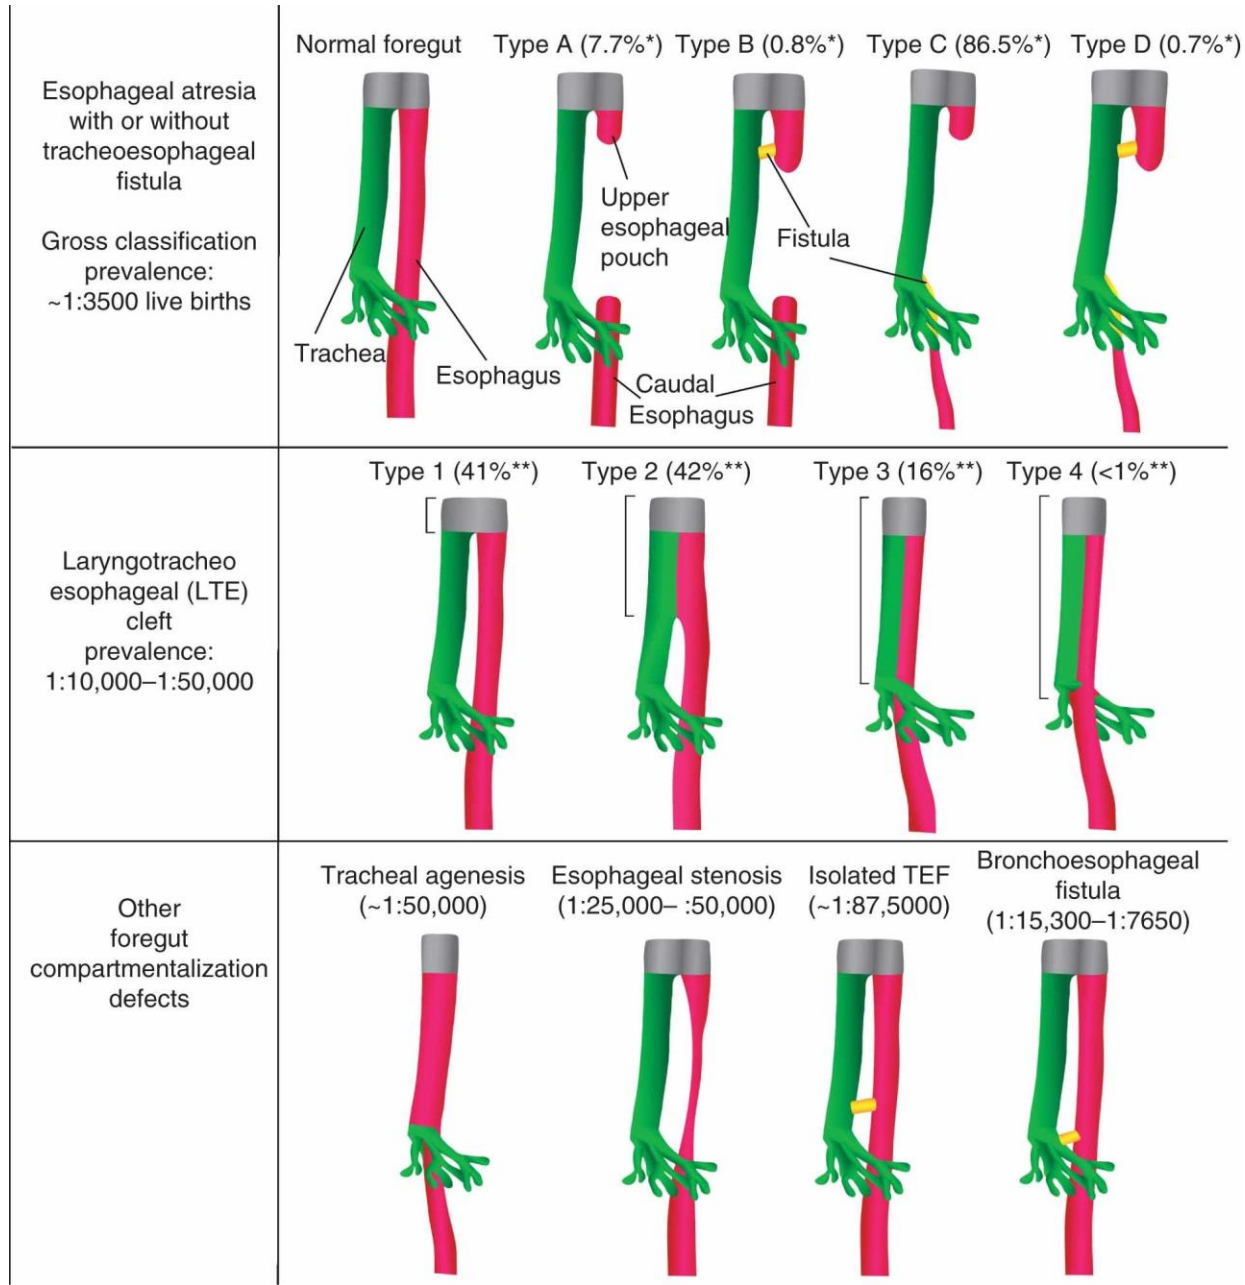 Esophageal atresia
with or without
tracheoesophageal
fistula
Gross classification
prevalence:
~1:3500 live births
Normal foregut
Type A (7.7%*)
Type B (0.8%*)
Type C (86.5%*)
Type D (0.7%*)
Upper
esophageal
pouch
Fistula
Trachea
Esophagus
Caudal
Esophagus
Laryngotracheo
esophageal (LTE)
cleft
prevalence:
1:10,000–1:50,000
Type 1 (41%**)
Type 2 (42%**)
Type 3 (16%**)
Type 4 (<1%**)
Other
foregut
compartmentalization
defects
Tracheal agenesis
(~1:50,000)
Esophageal stenosis
(1:25,000– :50,000)
Isolated TEF
(~1:87,5000)
Bronchoesophageal
fistula
(1:15,300–1:7650)